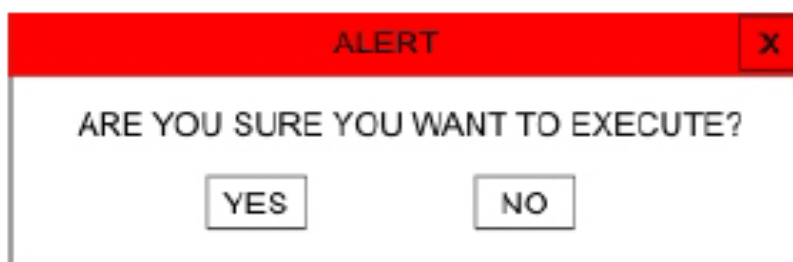 ALERT X
ARE YOU SURE YOU WANT TO EXECUTE?
YES NO